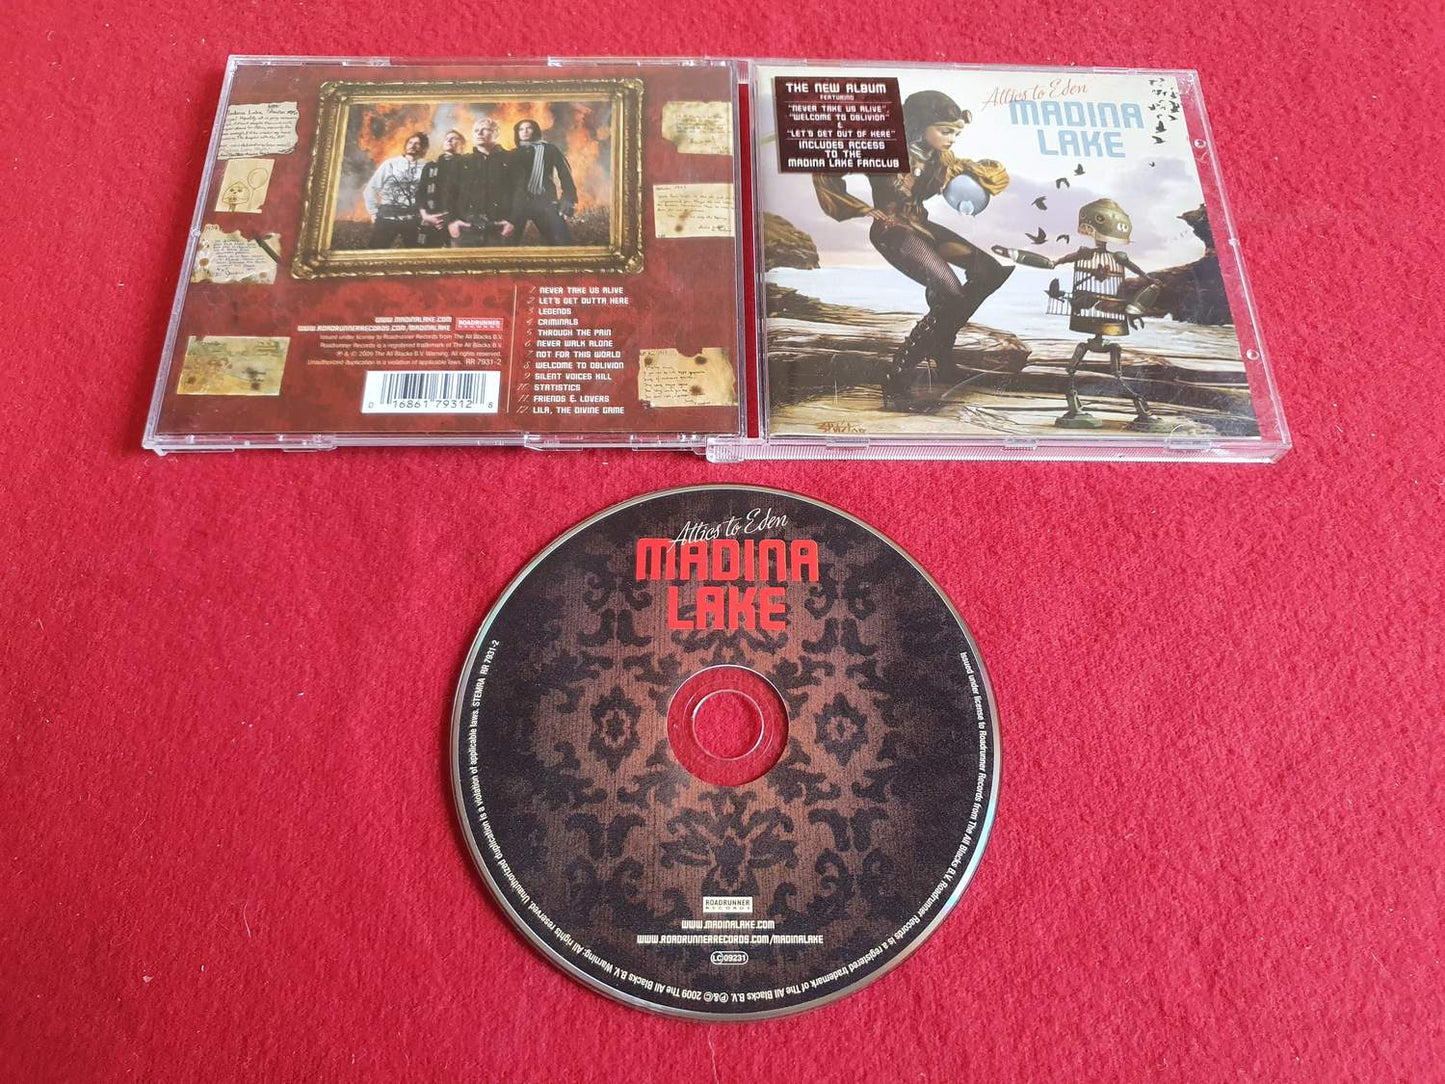 1. NEVER TAKE US ALIVE
2. LET'S GET OUTTA HERE
3. LEGENDS
4. CRIMINALS
5. THROUGH THE PAIN
6. NEVER WALK ALONE
7. NOT FOR THIS WORLD
8. WELCOME TO OBLIVION
9. SILENT VOICES KILL
10. STATISTICS
11. FRIENDS & LOVERS
12. LILA, THE DIVINE GAME
WWW.MADINALAKE.COM
WWW.ROADRUNNERRECORDS.COM/MADINALAKE
ROADRUNNER
RECORDS
Issued under license to Roadrunner Records from The All Blacks B.V.
Roadrunner Records is a registered trademark of The All Blacks B.V.
℗ & © 2009 The All Blacks B.V. Warning. All rights reserved.
Unauthorized duplication is a violation of applicable laws. RR 7931-2
0 16861 79312 8
THE NEW ALBUM
FEATURING
"NEVER TAKE US ALIVE",
"WELCOME TO OBLIVION"
&
"LET'S GET OUT OF HERE"
INCLUDES ACCESS
TO THE
MADINA LAKE FANCLUB
Attics to Eden
MADINA
LAKE
Attics to Eden
MADINA
LAKE
ROADRUNNER
RECORDS
WWW.MADINALAKE.COM
WWW.ROADRUNNERRECORDS.COM/MADINALAKE
LC 09231
Issued under license to Roadrunner Records from The All Blacks B.V. Roadrunner Records is a registered trademark of The All Blacks B.V. ℗&© 2009 The All Blacks B.V. Warning: All rights reserved. Unauthorized duplication is a violation of applicable laws. STEMRA RR 7931-2